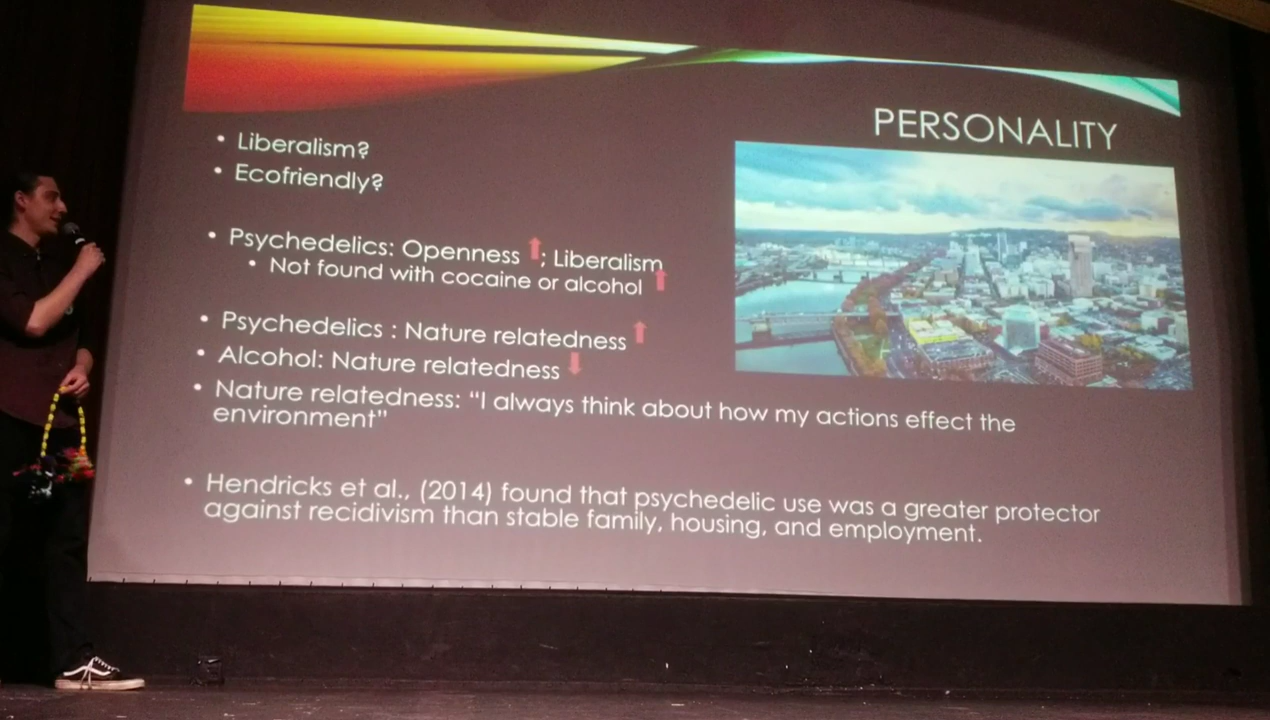 PERSONALITY
• Liberalism?
• Ecofriendly?
• Psychedelics: Openness ⬆; Liberalism ⬆
• Not found with cocaine or alcohol
• Psychedelics : Nature relatedness ⬆
• Alcohol: Nature relatedness ⬇
• Nature relatedness: “I always think about how my actions effect the
environment”
• Hendricks et al., (2014) found that psychedelic use was a greater protector
against recidivism than stable family, housing, and employment.